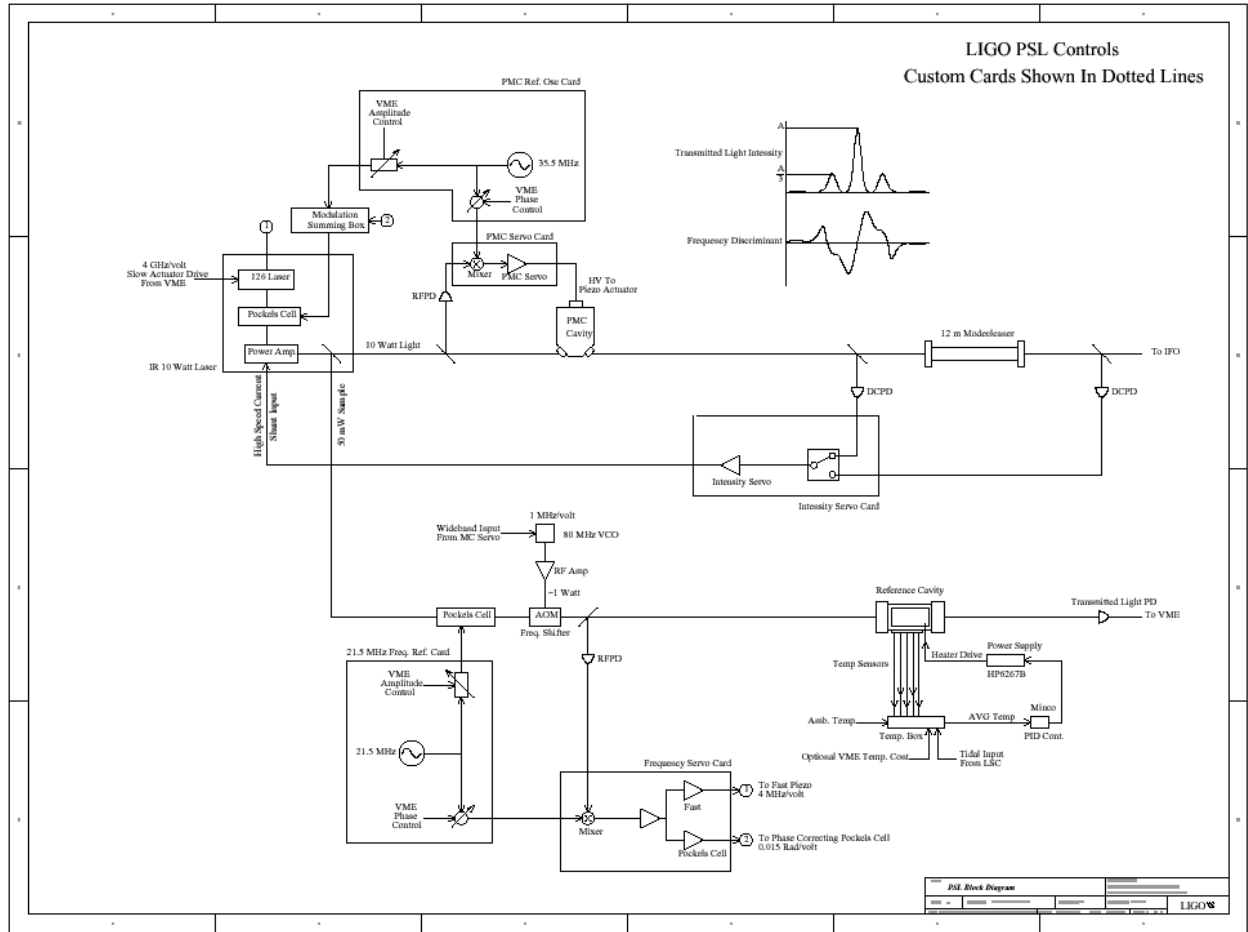 LIGO PSL Controls
Custom Cards Shown In Dotted Lines
PMC Ref. Osc Card
VME
Amplitude
Control
35.5 MHz
VME
Phase
Control
Modulation
Summing Box
2
1
PMC Servo Card
Mixer
PMC Servo
RFPD
HV To
Piezo Actuator
PMC
Cavity
4 GHz/volt
Slow Actuator Drive
From VME
126 Laser
Pockels Cell
Power Amp.
IR 10 Watt Laser
10 Watt Light
High Speed Current
Shunt Input
50 mW Sample
A
Transmitted Light Intensity
A
3
Frequency Discriminant
12 m Modecleaser
To IFO
DCPD
DCPD
Intensity Servo
Intensity Servo Card
1 MHz/volt
Wideband Input
From MC Servo
80 MHz VCO
RF Amp
~1 Watt
Pockels Cell
AOM
Freq. Shifter
RFPD
Reference Cavity
Transmitted Light PD
To VME
Temp Sensors
Heater Drive
Power Supply
HP6267B
Amb. Temp
Temp. Box
AVG Temp
Minco
PID Cont.
Optional VME Temp. Cont
Tidal Input
From LSC
21.5 MHz Freq. Ref. Card
VME
Amplitude
Control
21.5 MHz
VME
Phase
Control
Frequency Servo Card
Mixer
Fast
Pockels Cell
1
To Fast Piezo
4 MHz/volt
2
To Phase Correcting Pockels Cell
0.015 Rad/volt
PSL Block Diagram
LIGO